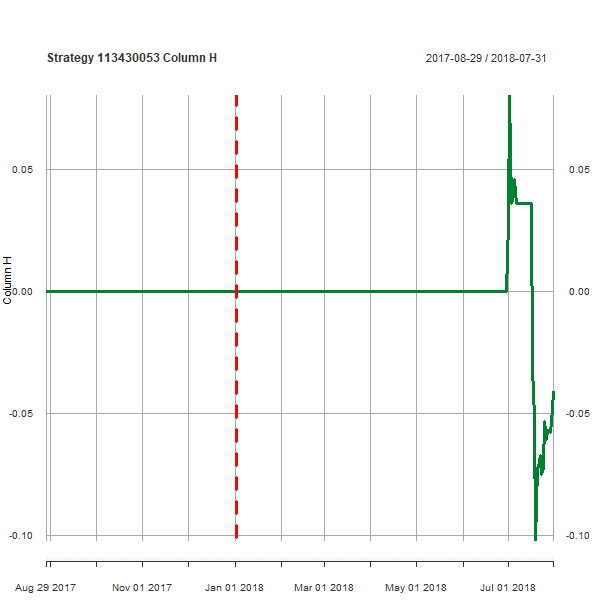 Strategy 113430053 Column H
2017-08-29 / 2018-07-31
0.05
0.05
Column H
0.00
0.00
-0.05
-0.05
-0.10
-0.10
Aug 29 2017
Nov 01 2017
Jan 01 2018
Mar 01 2018
May 01 2018
Jul 01 2018